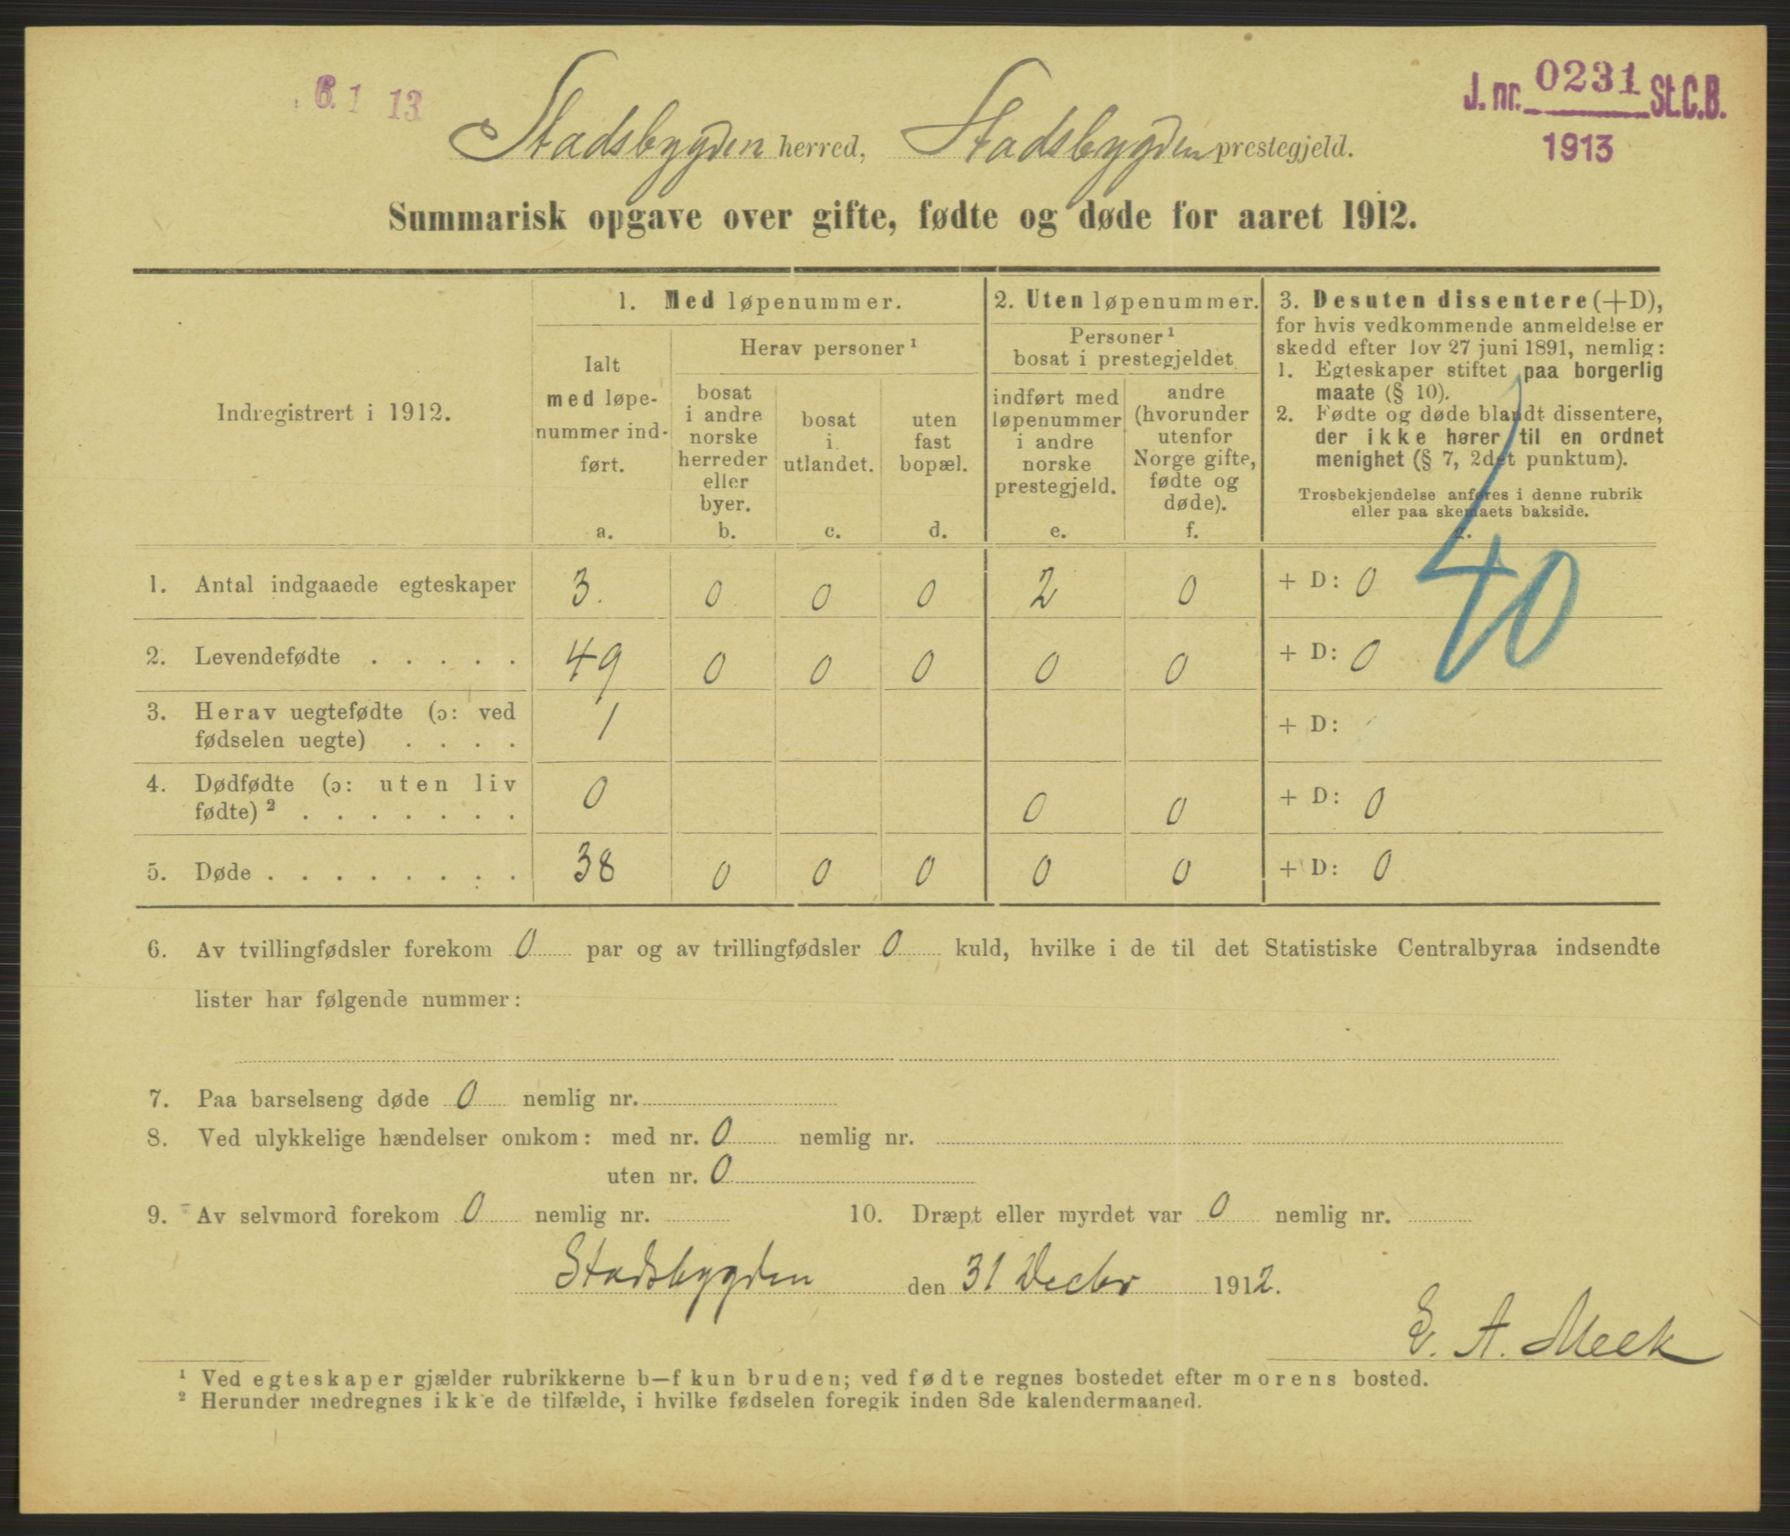 6. 1 13
J. nr. 0231 St. C. B.
1913
Stadsbygden herred, Stadsbygden prestegjeld.
Summarisk opgave over gifte, fødte og døde for aaret 1912.
Indregistrert i 1912.
1. Med løpenummer.
Ialt
med løpe-
nummer ind-
ført.
a.
Herav personer ¹
bosat
i andre
norske
herreder
eller
byer.
b.
bosat
i
utlandet.
c.
uten
fast
bopæl.
d.
2. Uten løpenummer.
Personer ¹
bosat i prestegjeldet
indført med
løpenummer
i andre
norske
prestegjeld.
e.
andre
(hvorunder
utenfor
Norge gifte,
fødte og
døde).
f.
3. Desuten dissentere (+D),
for hvis vedkommende anmeldelse er
skedd efter lov 27 juni 1891, nemlig:
1. Egteskaper stiftet paa borgerlig
maate (§ 10).
2. Fødte og døde blandt dissentere,
der ikke hører til en ordnet
menighet (§ 7, 2det punktum).
Trosbekjendelse anføres i denne rubrik
eller paa skemaets bakside.
g.
40
1. Antal indgaaede egteskaper 3. 0 0 0 2 0 + D: 0
2. Levendefødte . . . . . 49 0 0 0 0 0 + D: 0
3. Herav uegtefødte (ɔ: ved
fødselen uegte) . . . . 1 + D:
4. Dødfødte (ɔ: uten liv
fødte) ² . . . . . . . 0 0 0 + D: 0
5. Døde . . . . . . . . 38 0 0 0 0 0 + D: 0
6. Av tvillingfødsler forekom 0 par og av trillingfødsler 0 kuld, hvilke i de til det Statistiske Centralbyraa indsendte
lister har følgende nummer:
7. Paa barselseng døde 0 nemlig nr.
8. Ved ulykkelige hændelser omkom: med nr. 0 nemlig nr.
uten nr. 0
9. Av selvmord forekom 0 nemlig nr. 10. Dræpt eller myrdet var 0 nemlig nr.
Stadsbygden den 31 Decbr 1912.
E. A. Meek
¹ Ved egteskaper gjælder rubrikkerne b—f kun bruden; ved fødte regnes bostedet efter morens bosted.
² Herunder medregnes ikke de tilfælde, i hvilke fødselen foregik inden 8de kalendermaaned.